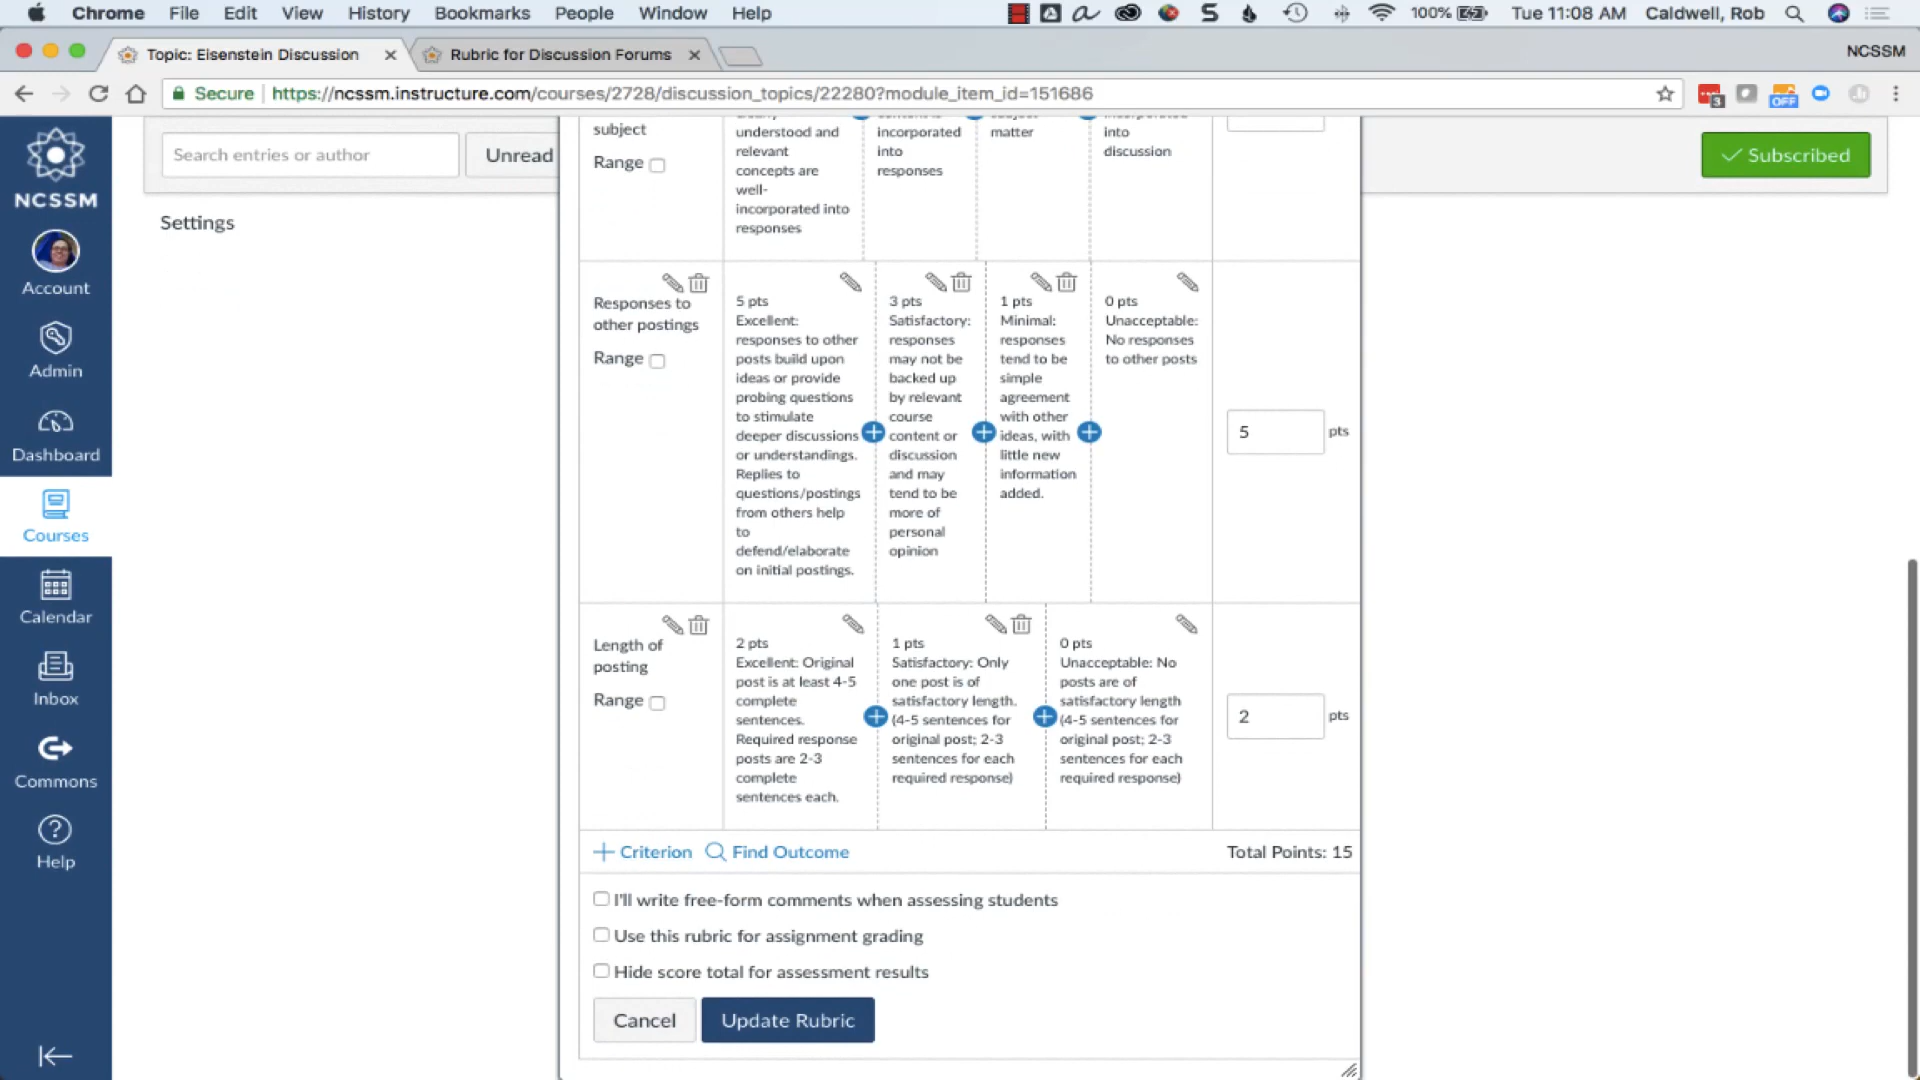 Chrome File Edit View History Bookmarks People Window Help 100% Tue 11:08 AM Caldwell, Rob
Topic: Eisenstein Discussion
Rubric for Discussion Forums
NCSSM
Secure https://ncssm.instructure.com/courses/2728/discussion_topics/22280?module_item_id=151686
3
OFF
NCSSM
Account
Admin
Dashboard
Courses
Calendar
Inbox
Commons
Help
Search entries or author
Unread
Subscribed
Settings
subject
Range
understood and
relevant
concepts are
well-
incorporated into
responses
incorporated
into
responses
matter
into
discussion
Responses to
other postings
Range
5 pts
Excellent:
responses to other
posts build upon
ideas or provide
probing questions
to stimulate
deeper discussions
or understandings.
Replies to
questions/postings
from others help
to
defend/elaborate
on initial postings.
3 pts
Satisfactory:
responses
may not be
backed up
by relevant
course
content or
discussion
and may
tend to be
more of
personal
opinion
1 pts
Minimal:
responses
tend to be
simple
agreement
with other
ideas, with
little new
information
added.
0 pts
Unacceptable:
No responses
to other posts
5 pts
Length of
posting
Range
2 pts
Excellent: Original
post is at least 4-5
complete
sentences.
Required response
posts are 2-3
complete
sentences each.
1 pts
Satisfactory: Only
one post is of
satisfactory length.
(4-5 sentences for
original post; 2-3
sentences for each
required response)
0 pts
Unacceptable: No
posts are of
satisfactory length
(4-5 sentences for
original post; 2-3
sentences for each
required response)
2 pts
Criterion Find Outcome Total Points: 15
I'll write free-form comments when assessing students
Use this rubric for assignment grading
Hide score total for assessment results
Cancel Update Rubric